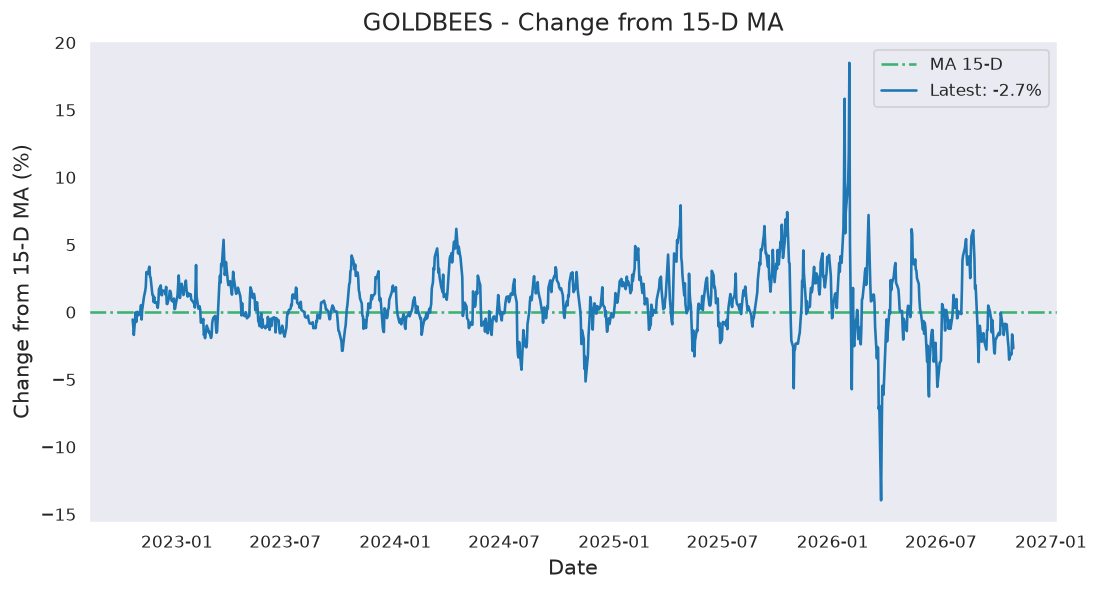 GOLDBEES - Change from 15-D MA
20
15
10
5
0
−5
−10
−15
Change from 15-D MA (%)
MA 15-D
Latest: -2.7%
2023-01 2023-07 2024-01 2024-07 2025-01 2025-07 2026-01 2026-07 2027-01
Date